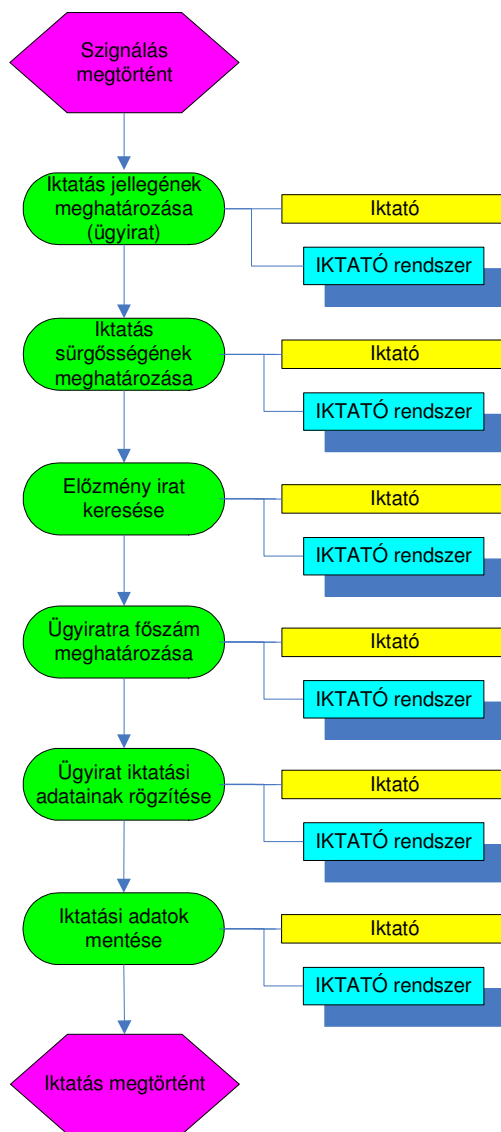 Szignálás
megtörtént
Iktatás jellegének
meghatározása
(ügyirat)
Iktató
IKTATÓ rendszer
Iktatás
sürgősségének
meghatározása
Iktató
IKTATÓ rendszer
Előzmény irat
keresése
Iktató
IKTATÓ rendszer
Ügyiratra főszám
meghatározása
Iktató
IKTATÓ rendszer
Ügyirat iktatási
adatainak rögzítése
Iktató
IKTATÓ rendszer
Iktatási adatok
mentése
Iktató
IKTATÓ rendszer
Iktatás megtörtént